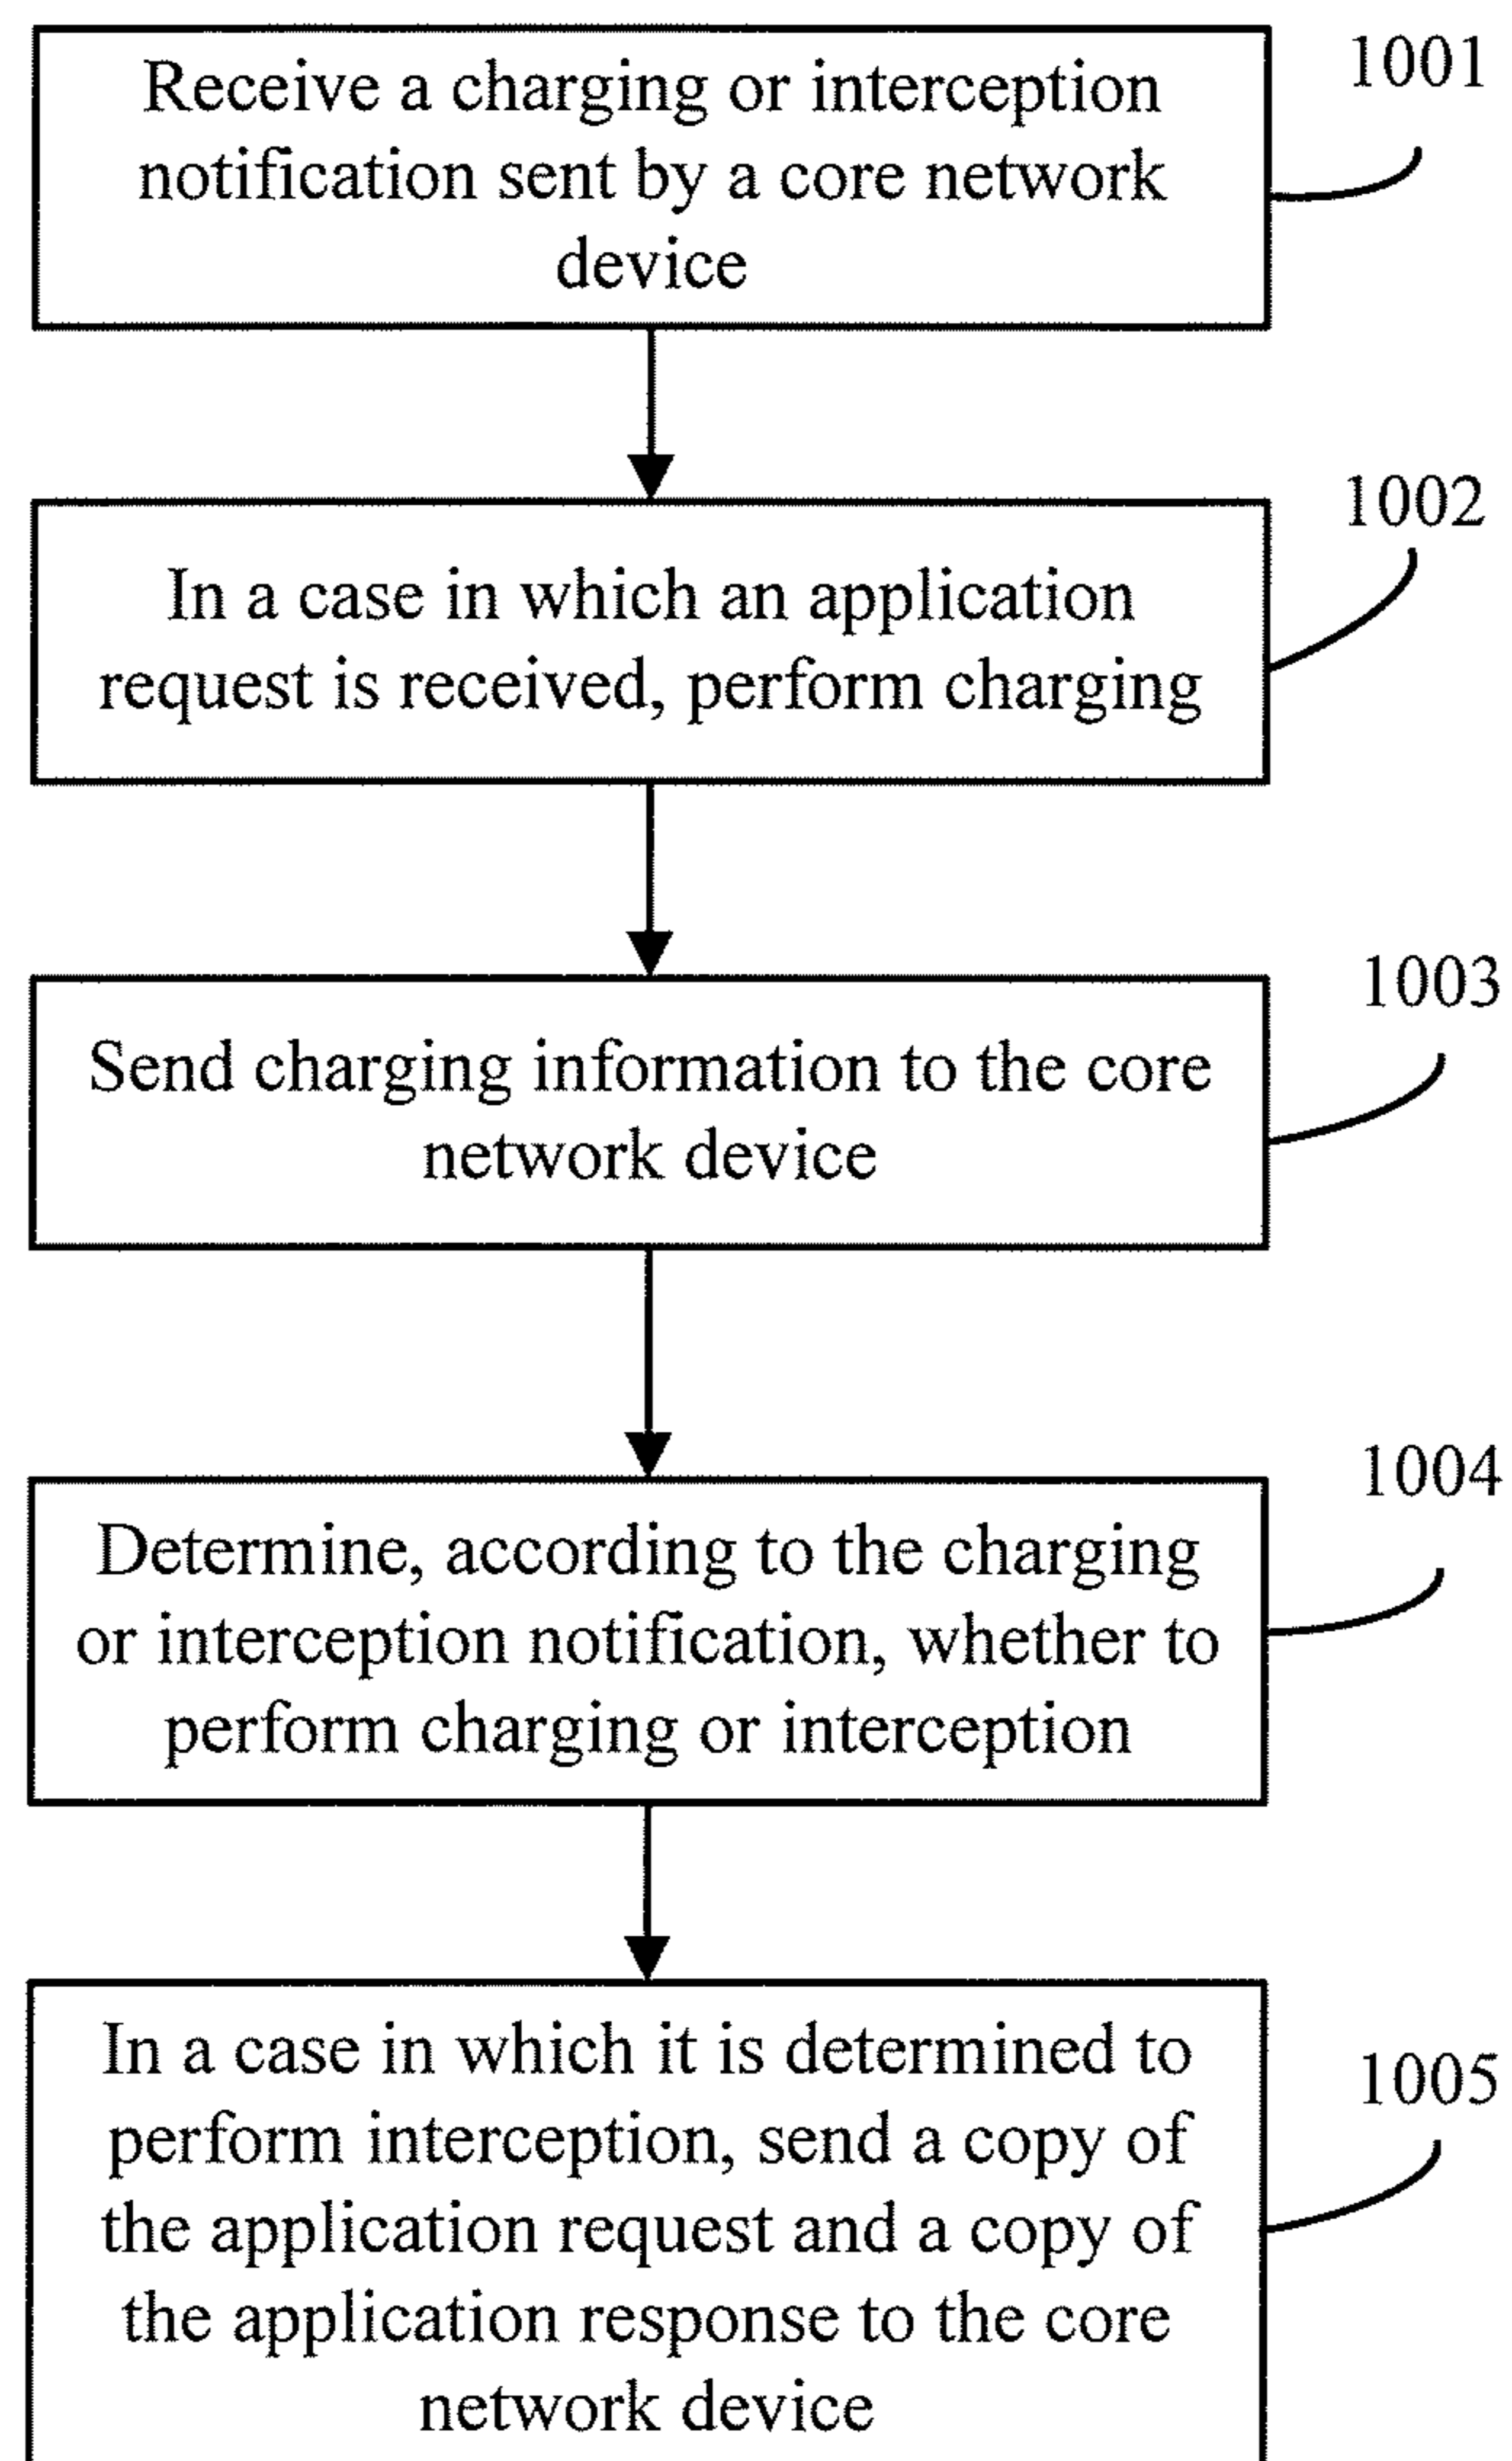 Receive a charging or interception
notification sent by a core network
device
1001
In a case in which an application
request is received, perform charging
1002
Send charging information to the core
network device
1003
Determine, according to the charging
or interception notification, whether to
perform charging or interception
1004
In a case in which it is determined to
perform interception, send a copy of
the application request and a copy of
the application response to the core
network device
1005